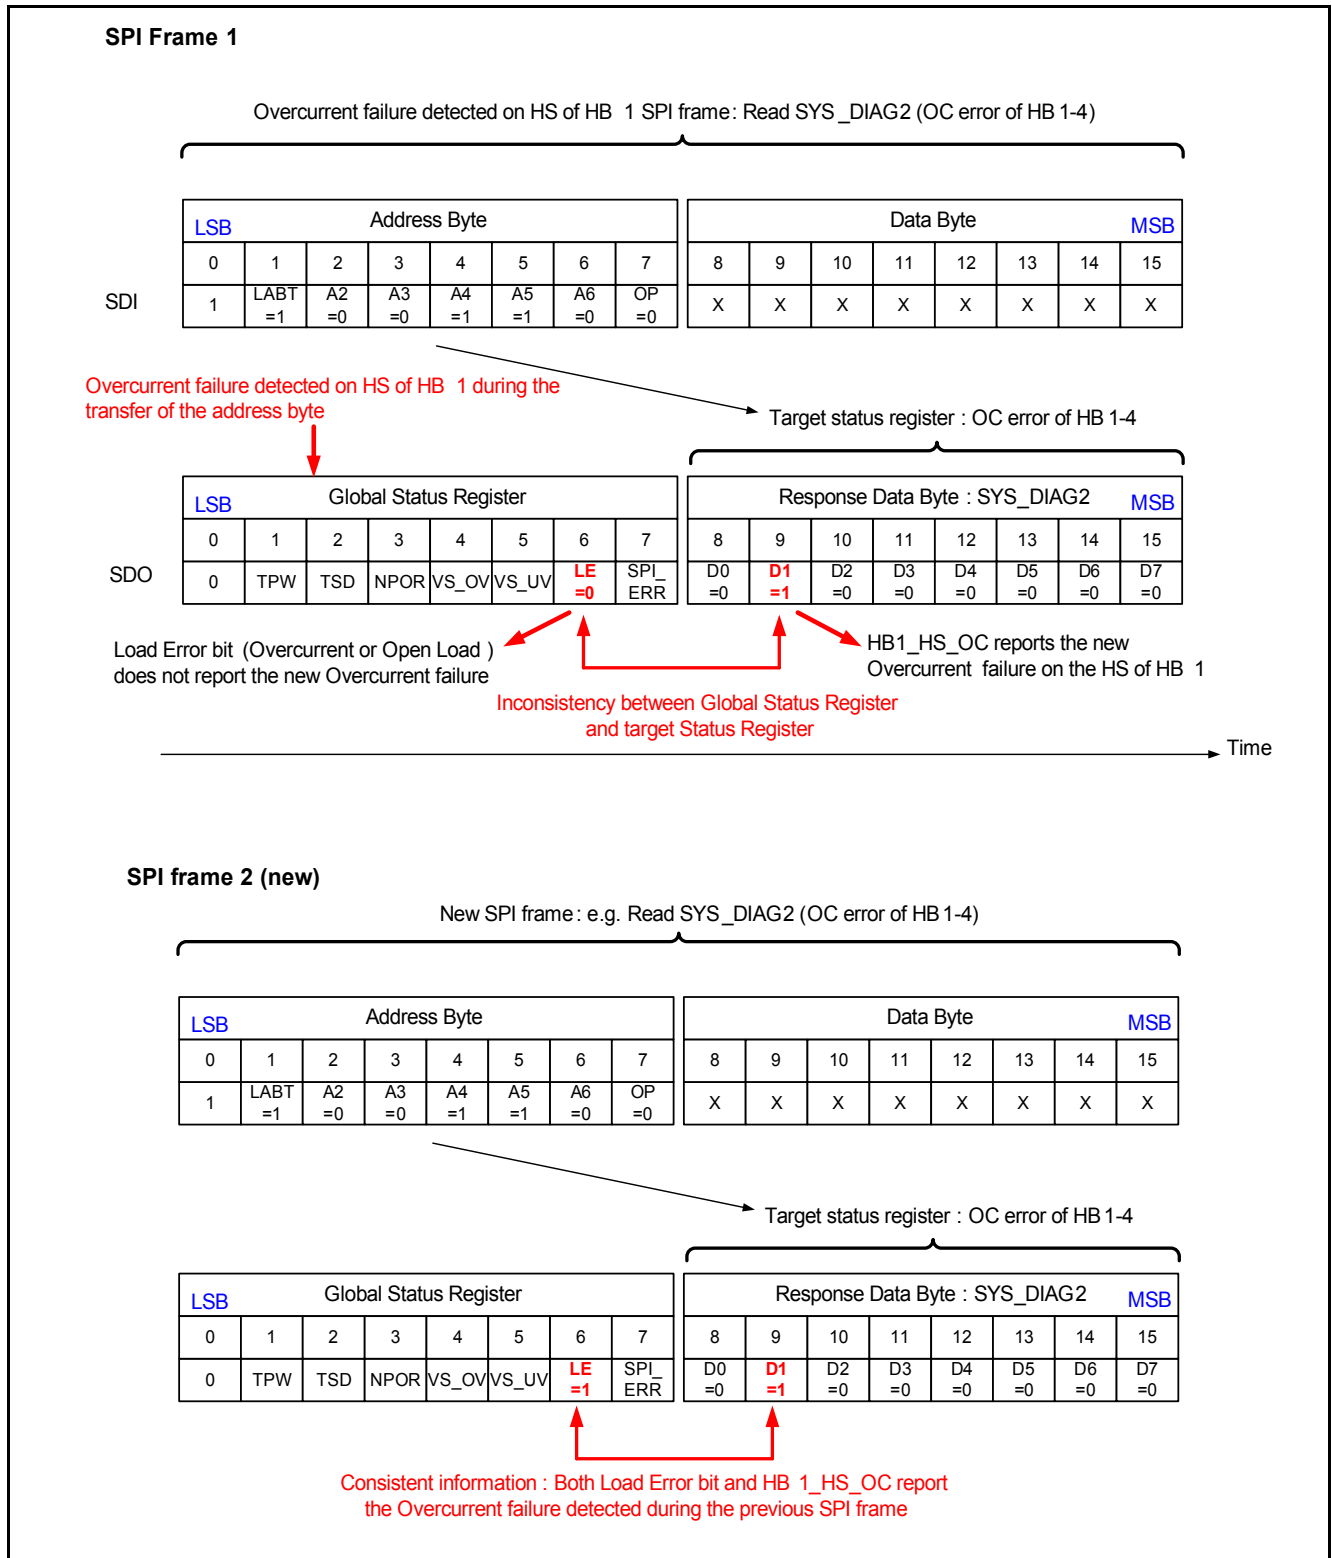 SPI Frame 1
Overcurrent failure detected on HS of HB 1 SPI frame: Read SYS_DIAG2 (OC error of HB 1-4)
LSB Address Byte Data Byte MSB
0 1 2 3 4 5 6 7 8 9 10 11 12 13 14 15
SDI 1 LABT =1 A2 =0 A3 =0 A4 =1 A5 =1 A6 =0 OP =0 X X X X X X X X
Overcurrent failure detected on HS of HB 1 during the
transfer of the address byte
Target status register : OC error of HB 1-4
LSB Global Status Register Response Data Byte : SYS_DIAG2 MSB
0 1 2 3 4 5 6 7 8 9 10 11 12 13 14 15
SDO 0 TPW TSD NPOR VS_OV VS_UV LE =0 SPI_ ERR D0 =0 D1 =1 D2 =0 D3 =0 D4 =0 D5 =0 D6 =0 D7 =0
Load Error bit (Overcurrent or Open Load )
does not report the new Overcurrent failure
HB1_HS_OC reports the new
Overcurrent failure on the HS of HB 1
Inconsistency between Global Status Register
and target Status Register
Time
SPI frame 2 (new)
New SPI frame : e.g. Read SYS_DIAG2 (OC error of HB 1-4)
LSB Address Byte Data Byte MSB
0 1 2 3 4 5 6 7 8 9 10 11 12 13 14 15
1 LABT =1 A2 =0 A3 =0 A4 =1 A5 =1 A6 =0 OP =0 X X X X X X X X
Target status register : OC error of HB 1-4
LSB Global Status Register Response Data Byte : SYS_DIAG2 MSB
0 1 2 3 4 5 6 7 8 9 10 11 12 13 14 15
0 TPW TSD NPOR VS_OV VS_UV LE =1 SPI_ ERR D0 =0 D1 =1 D2 =0 D3 =0 D4 =0 D5 =0 D6 =0 D7 =0
Consistent information : Both Load Error bit and HB 1_HS_OC report
the Overcurrent failure detected during the previous SPI frame